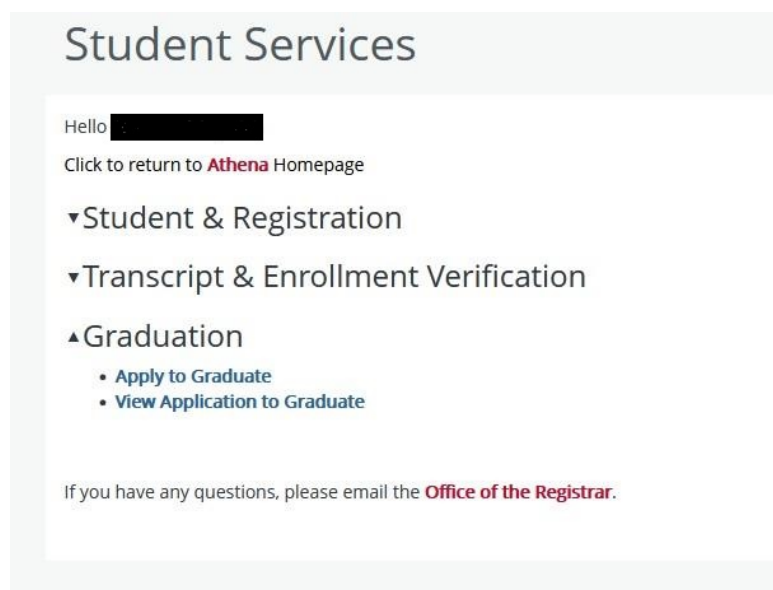 Student Services
Hello
Click to return to Athena Homepage
Student & Registration
Transcript & Enrollment Verification
Graduation
Apply to Graduate
View Application to Graduate
If you have any questions, please email the Office of the Registrar.